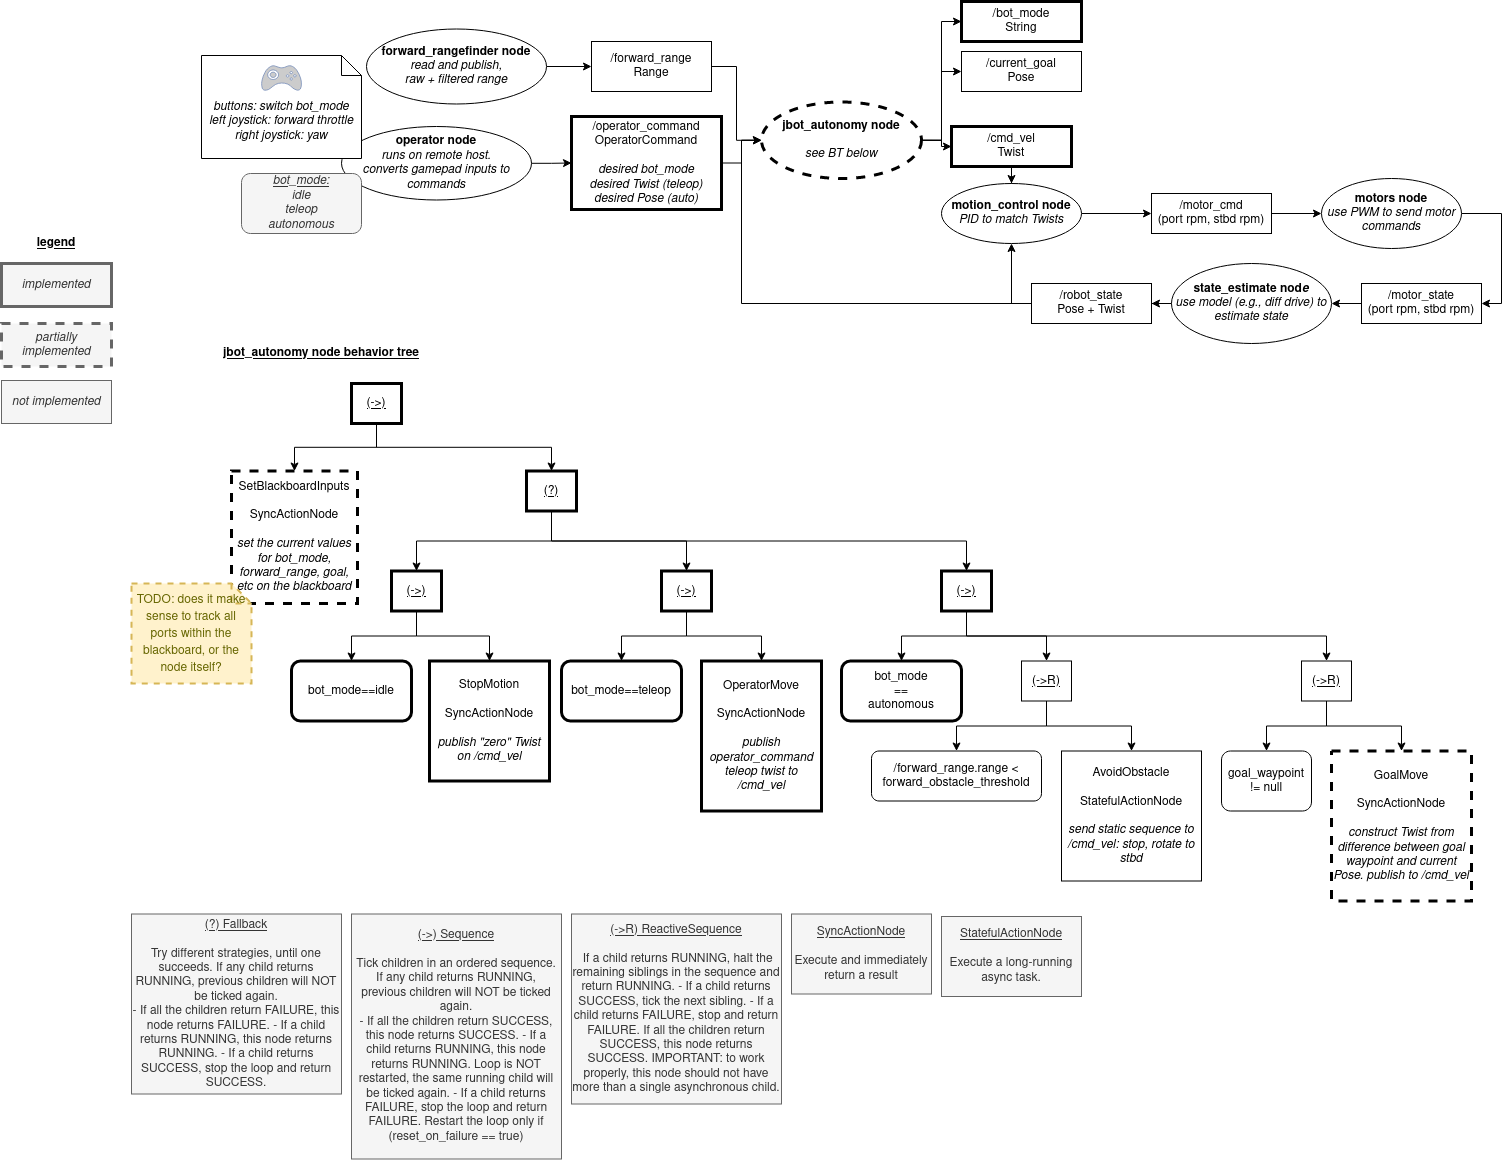 /bot_mode
String
forward_rangefinder node
read and publish,
raw + filtered range
/forward_range
Range
/current_goal
Pose
buttons: switch bot_mode
left joystick: forward throttle
right joystick: yaw
operator node
runs on remote host.
converts gamepad inputs to
commands
/operator_command
OperatorCommand
desired bot_mode
desired Twist (teleop)
desired Pose (auto)
jbot_autonomy node
see BT below
/cmd_vel
Twist
bot_mode:
idle
teleop
autonomous
motion_control node
PID to match Twists
/motor_cmd
(port rpm, stbd rpm)
motors node
use PWM to send motor
commands
/robot_state
Pose + Twist
state_estimate node
use model (e.g., diff drive) to
estimate state
/motor_state
(port rpm, stbd rpm)
legend
implemented
partially
implemented
not implemented
jbot_autonomy node behavior tree
(->)
SetBlackboardInputs
SyncActionNode
set the current values
for bot_mode,
forward_range, goal,
etc on the blackboard
(?)
TODO: does it make
sense to track all
ports within the
blackboard, or the
node itself?
(->)
(->)
(->)
bot_mode==idle
StopMotion
SyncActionNode
publish "zero" Twist
on /cmd_vel
bot_mode==teleop
OperatorMove
SyncActionNode
publish
operator_command
teleop twist to
/cmd_vel
bot_mode
==
autonomous
(->R)
(->R)
/forward_range.range <
forward_obstacle_threshold
AvoidObstacle
StatefulActionNode
send static sequence to
/cmd_vel: stop, rotate to
stbd
goal_waypoint
!= null
GoalMove
SyncActionNode
construct Twist from
difference between goal
waypoint and current
Pose. publish to /cmd_vel
(?) Fallback
Try different strategies, until one
succeeds. If any child returns
RUNNING, previous children will NOT
be ticked again.
- If all the children return FAILURE, this
node returns FAILURE. - If a child
returns RUNNING, this node returns
RUNNING. - If a child returns
SUCCESS, stop the loop and return
SUCCESS.
(->) Sequence
Tick children in an ordered sequence.
If any child returns RUNNING,
previous children will NOT be ticked
again.
- If all the children return SUCCESS,
this node returns SUCCESS. - If a
child returns RUNNING, this node
returns RUNNING. Loop is NOT
restarted, the same running child will
be ticked again. - If a child returns
FAILURE, stop the loop and return
FAILURE. Restart the loop only if
(reset_on_failure == true)
(->R) ReactiveSequence
If a child returns RUNNING, halt the
remaining siblings in the sequence and
return RUNNING. - If a child returns
SUCCESS, tick the next sibling. - If a
child returns FAILURE, stop and return
FAILURE. If all the children return
SUCCESS, this node returns
SUCCESS. IMPORTANT: to work
properly, this node should not have
more than a single asynchronous child.
SyncActionNode
Execute and immediately
return a result
StatefulActionNode
Execute a long-running
async task.